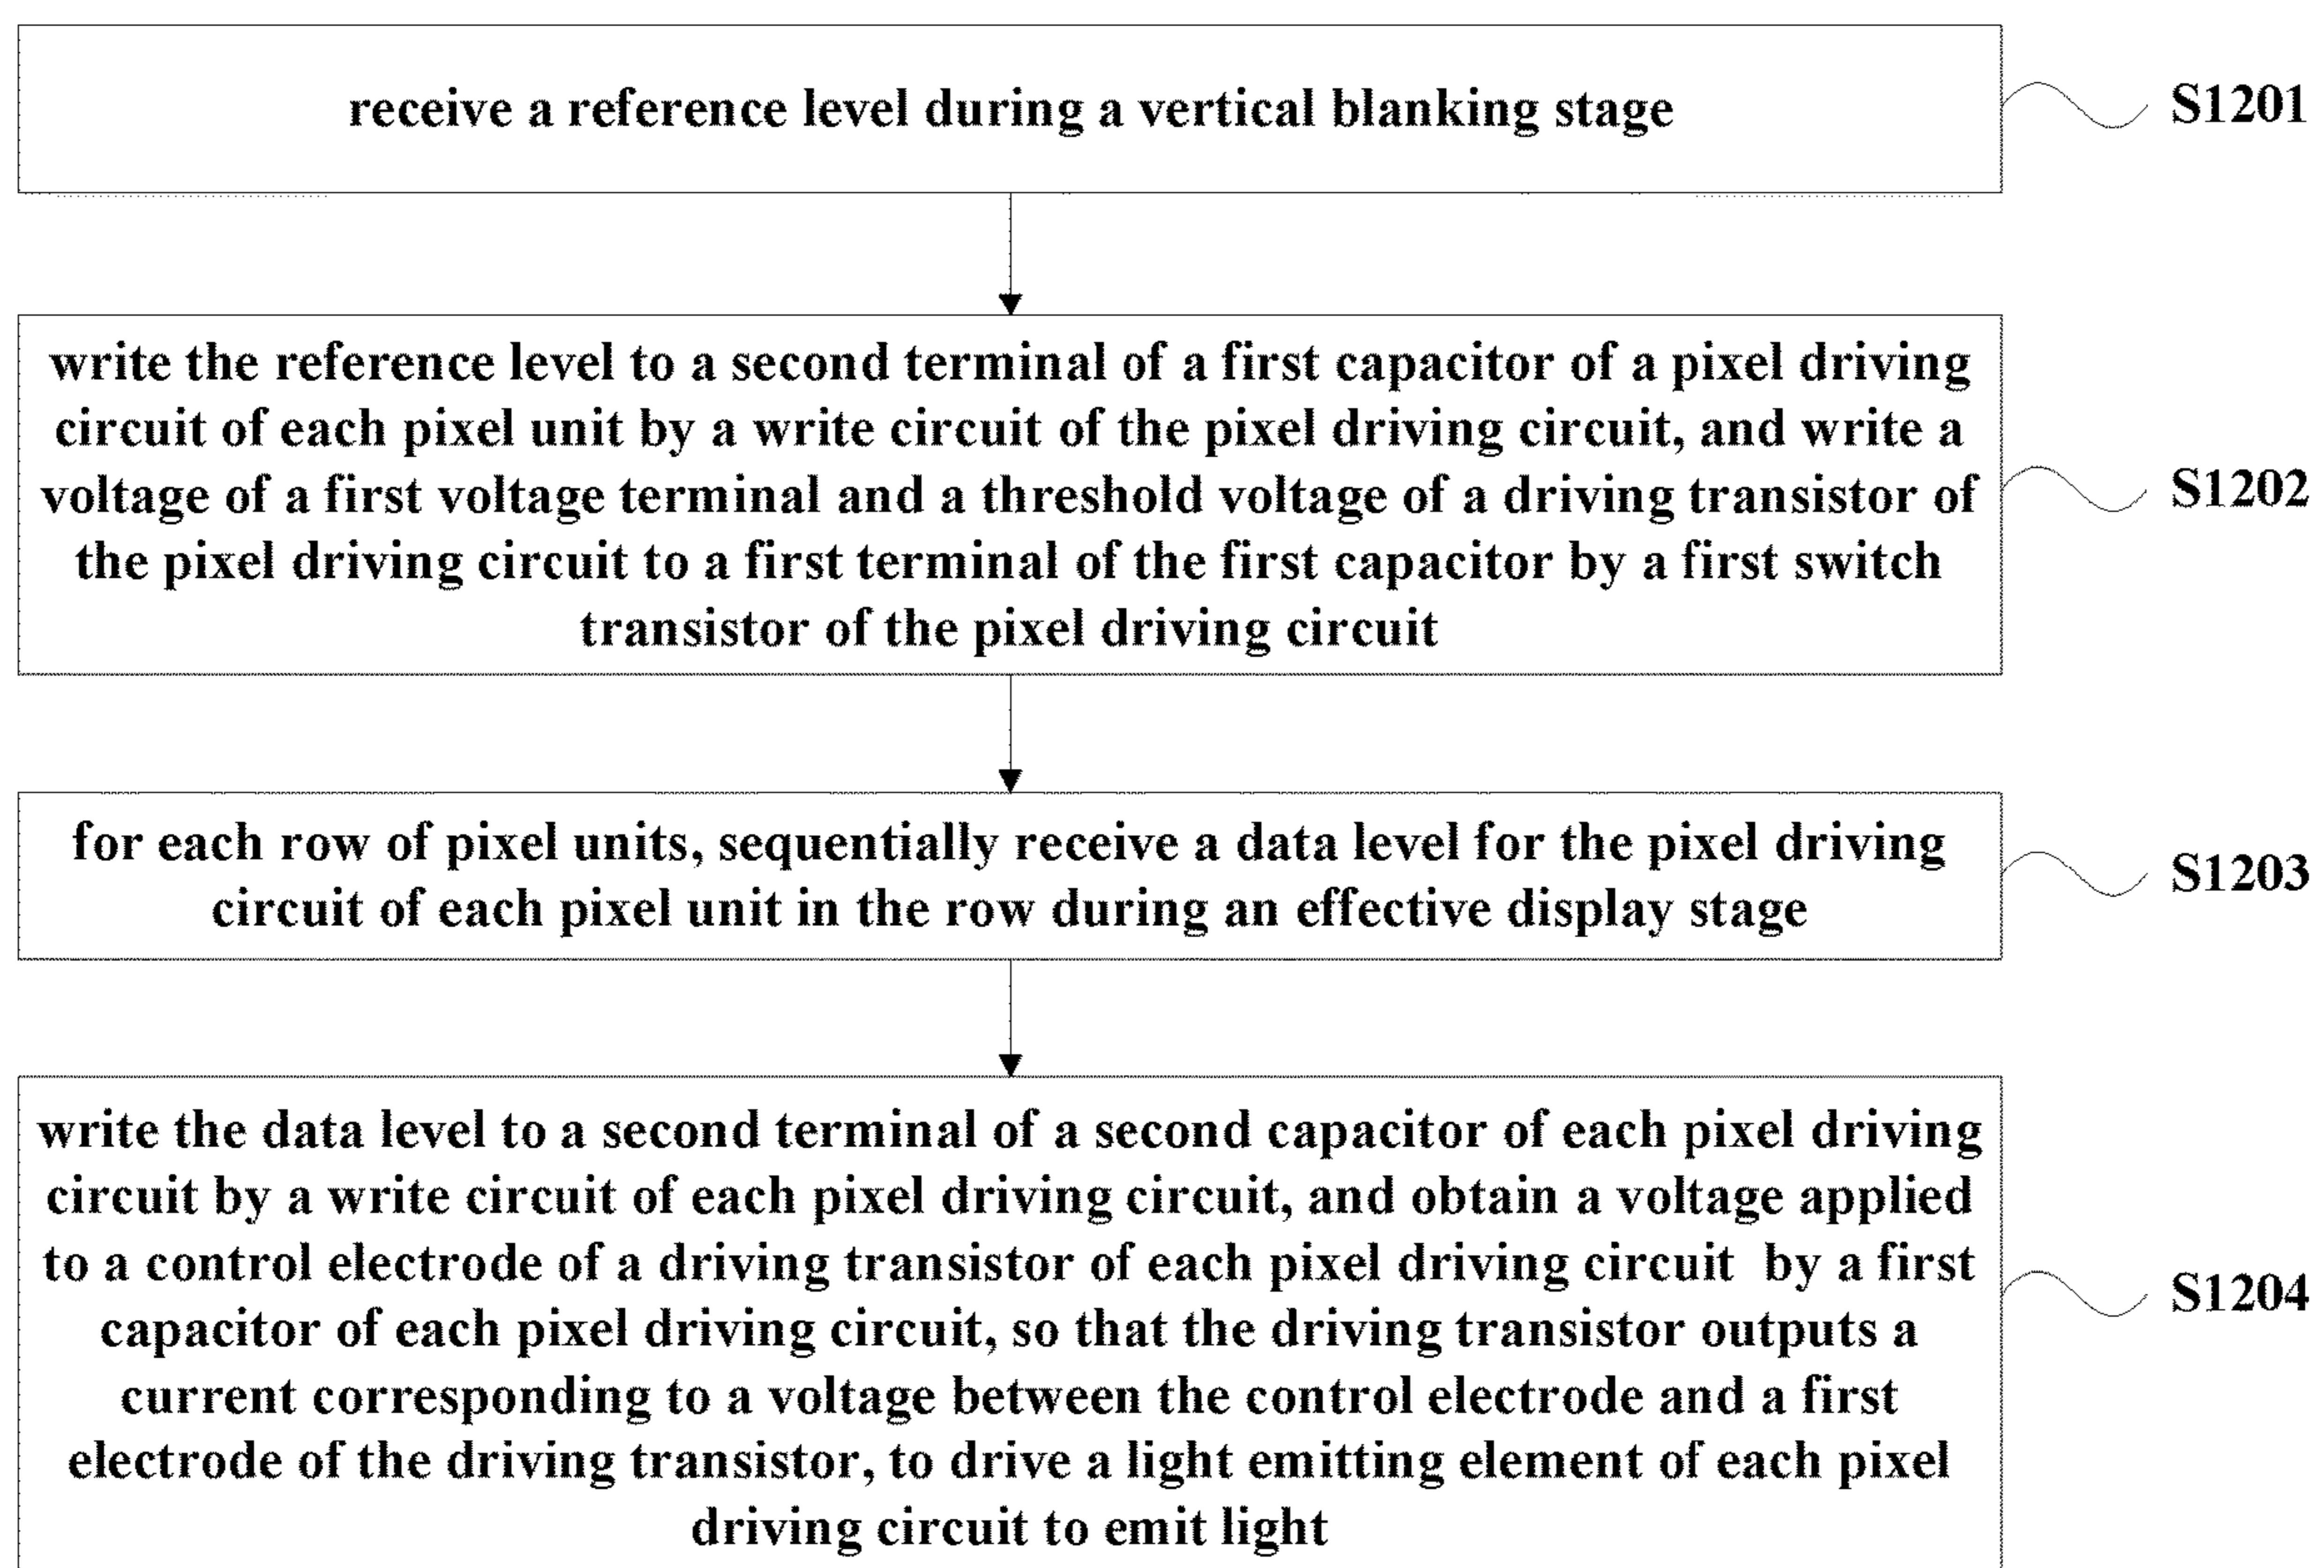 receive a reference level during a vertical blanking stage
S1201
write the reference level to a second terminal of a first capacitor of a pixel driving
circuit of each pixel unit by a write circuit of the pixel driving circuit, and write a
voltage of a first voltage terminal and a threshold voltage of a driving transistor of
the pixel driving circuit to a first terminal of the first capacitor by a first switch
transistor of the pixel driving circuit
S1202
for each row of pixel units, sequentially receive a data level for the pixel driving
circuit of each pixel unit in the row during an effective display stage
S1203
write the data level to a second terminal of a second capacitor of each pixel driving
circuit by a write circuit of each pixel driving circuit, and obtain a voltage applied
to a control electrode of a driving transistor of each pixel driving circuit by a first
capacitor of each pixel driving circuit, so that the driving transistor outputs a
current corresponding to a voltage between the control electrode and a first
electrode of the driving transistor, to drive a light emitting element of each pixel
driving circuit to emit light
S1204